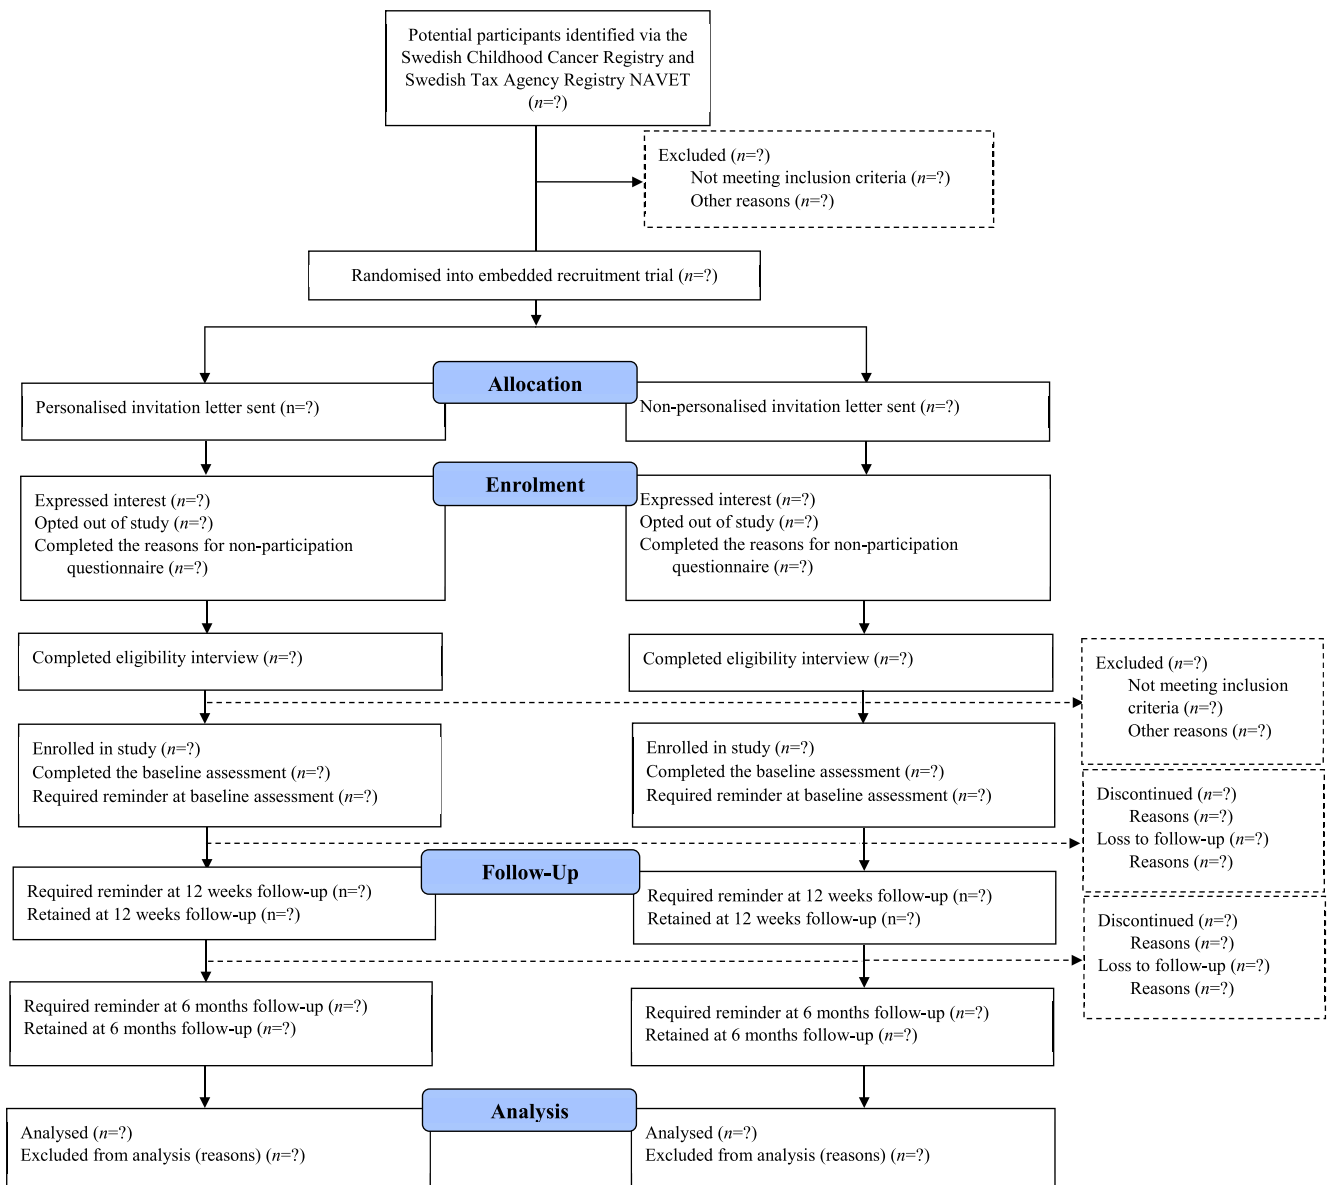 Potential participants identified via the
Swedish Childhood Cancer Registry and
Swedish Tax Agency Registry NAVET
(n=?)
Excluded (n=?)
Not meeting inclusion criteria (n=?)
Other reasons (n=?)
Randomised into embedded recruitment trial (n=?)
Allocation
Personalised invitation letter sent (n=?)
Non-personalised invitation letter sent (n=?)
Enrolment
Expressed interest (n=?)
Opted out of study (n=?)
Completed the reasons for non-participation
questionnaire (n=?)
Expressed interest (n=?)
Opted out of study (n=?)
Completed the reasons for non-participation
questionnaire (n=?)
Completed eligibility interview (n=?)
Completed eligibility interview (n=?)
Excluded (n=?)
Not meeting inclusion
criteria (n=?)
Other reasons (n=?)
Enrolled in study (n=?)
Completed the baseline assessment (n=?)
Required reminder at baseline assessment (n=?)
Enrolled in study (n=?)
Completed the baseline assessment (n=?)
Required reminder at baseline assessment (n=?)
Discontinued (n=?)
Reasons (n=?)
Loss to follow-up (n=?)
Reasons (n=?)
Follow-Up
Required reminder at 12 weeks follow-up (n=?)
Retained at 12 weeks follow-up (n=?)
Required reminder at 12 weeks follow-up (n=?)
Retained at 12 weeks follow-up (n=?)
Discontinued (n=?)
Reasons (n=?)
Loss to follow-up (n=?)
Reasons (n=?)
Required reminder at 6 months follow-up (n=?)
Retained at 6 months follow-up (n=?)
Required reminder at 6 months follow-up (n=?)
Retained at 6 months follow-up (n=?)
Analysis
Analysed (n=?)
Excluded from analysis (reasons) (n=?)
Analysed (n=?)
Excluded from analysis (reasons) (n=?)